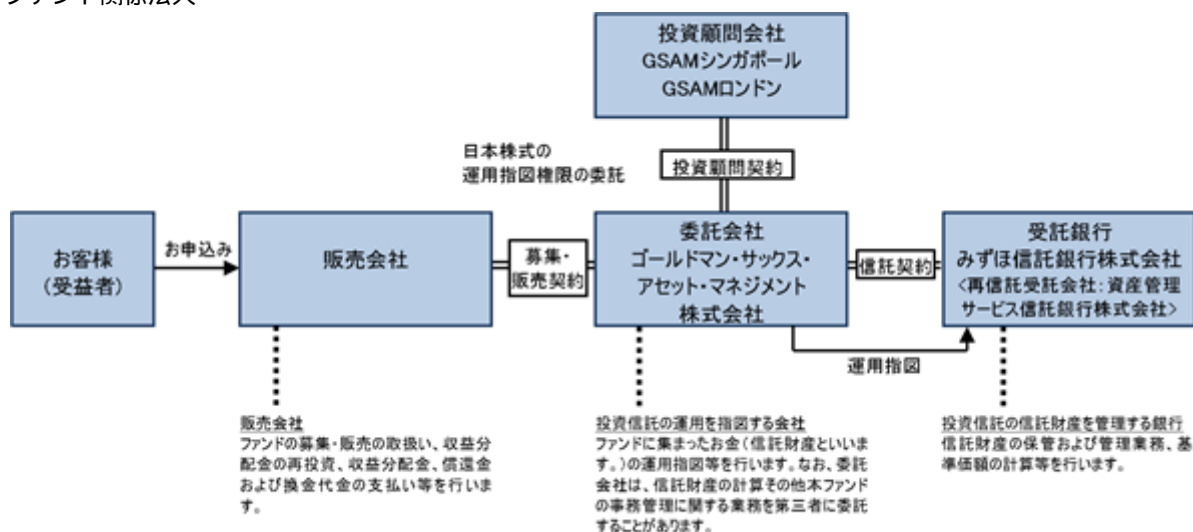 投資顧問会社
GSAMシンガポール
GSAMロンドン
日本株式の
運用指図権限の委託
投資顧問契約
お客様
(受益者)
お申込み
販売会社
募集・
販売契約
委託会社
ゴールドマン・サックス・
アセット・マネジメント
株式会社
信託契約
受託銀行
みずほ信託銀行株式会社
<再信託受託会社:資産管理
サービス信託銀行株式会社>
運用指図
販売会社
ファンドの募集・販売の取扱い、収益分
配金の再投資、収益分配金、償還金
および換金代金の支払い等を行いま
す。
投資信託の運用を指図する会社
ファンドに集まったお金(信託財産といいま
す。)の運用指図等を行います。なお、委託
会社は、信託財産の計算その他本ファンド
の事務管理に関する業務を第三者に委託
することがあります。
投資信託の信託財産を管理する銀行
信託財産の保管および管理業務、基
準価額の計算等を行います。